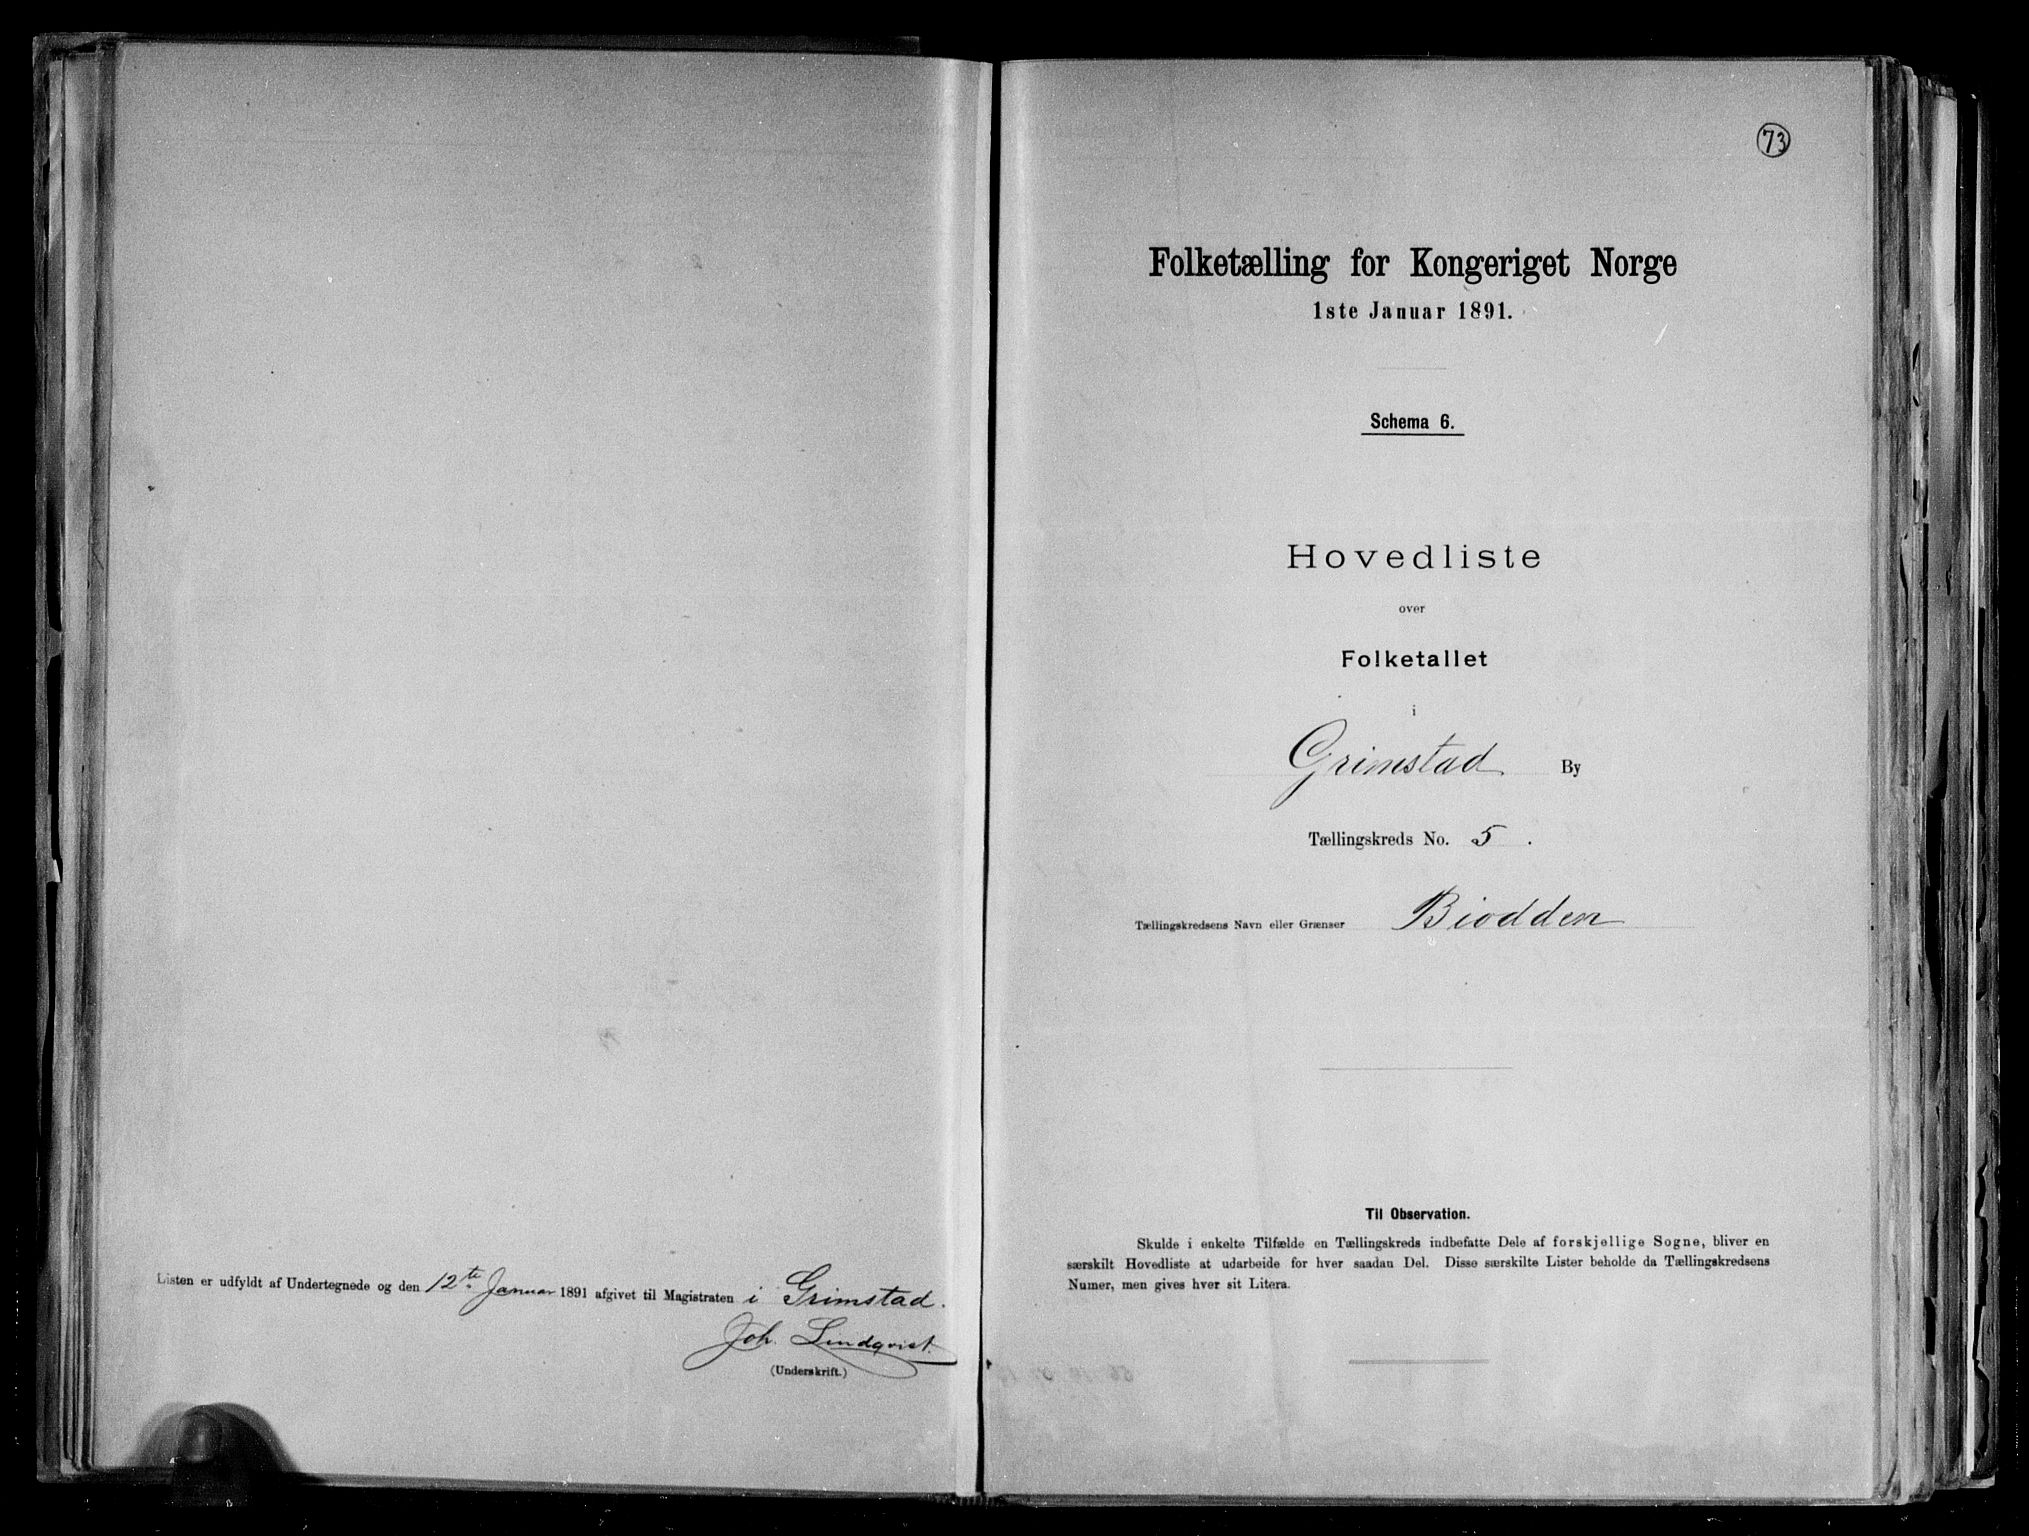 Listen er udfyldt af Undertegnede og den 12te Januar 1891 afgivet til Magistraten i Grimstad.
Joh. Lindqvist.
(Underskrift.)
73
Folketælling for Kongeriget Norge
1ste Januar 1891.
Schema 6.
Hovedliste
over
Folketallet
i
Grimstad By
Tællingskreds No. 5.
Tællingskredsens Navn eller Grænser Biodden
Til Observation.
Skulde i enkelte Tilfælde en Tællingskreds indbefatte Dele af forskjellige Sogne, bliver en
særskilt Hovedliste at udarbeide for hver saadan Del. Disse særskilte Lister beholde da Tællingskredsens
Numer, men gives hver sit Litera.